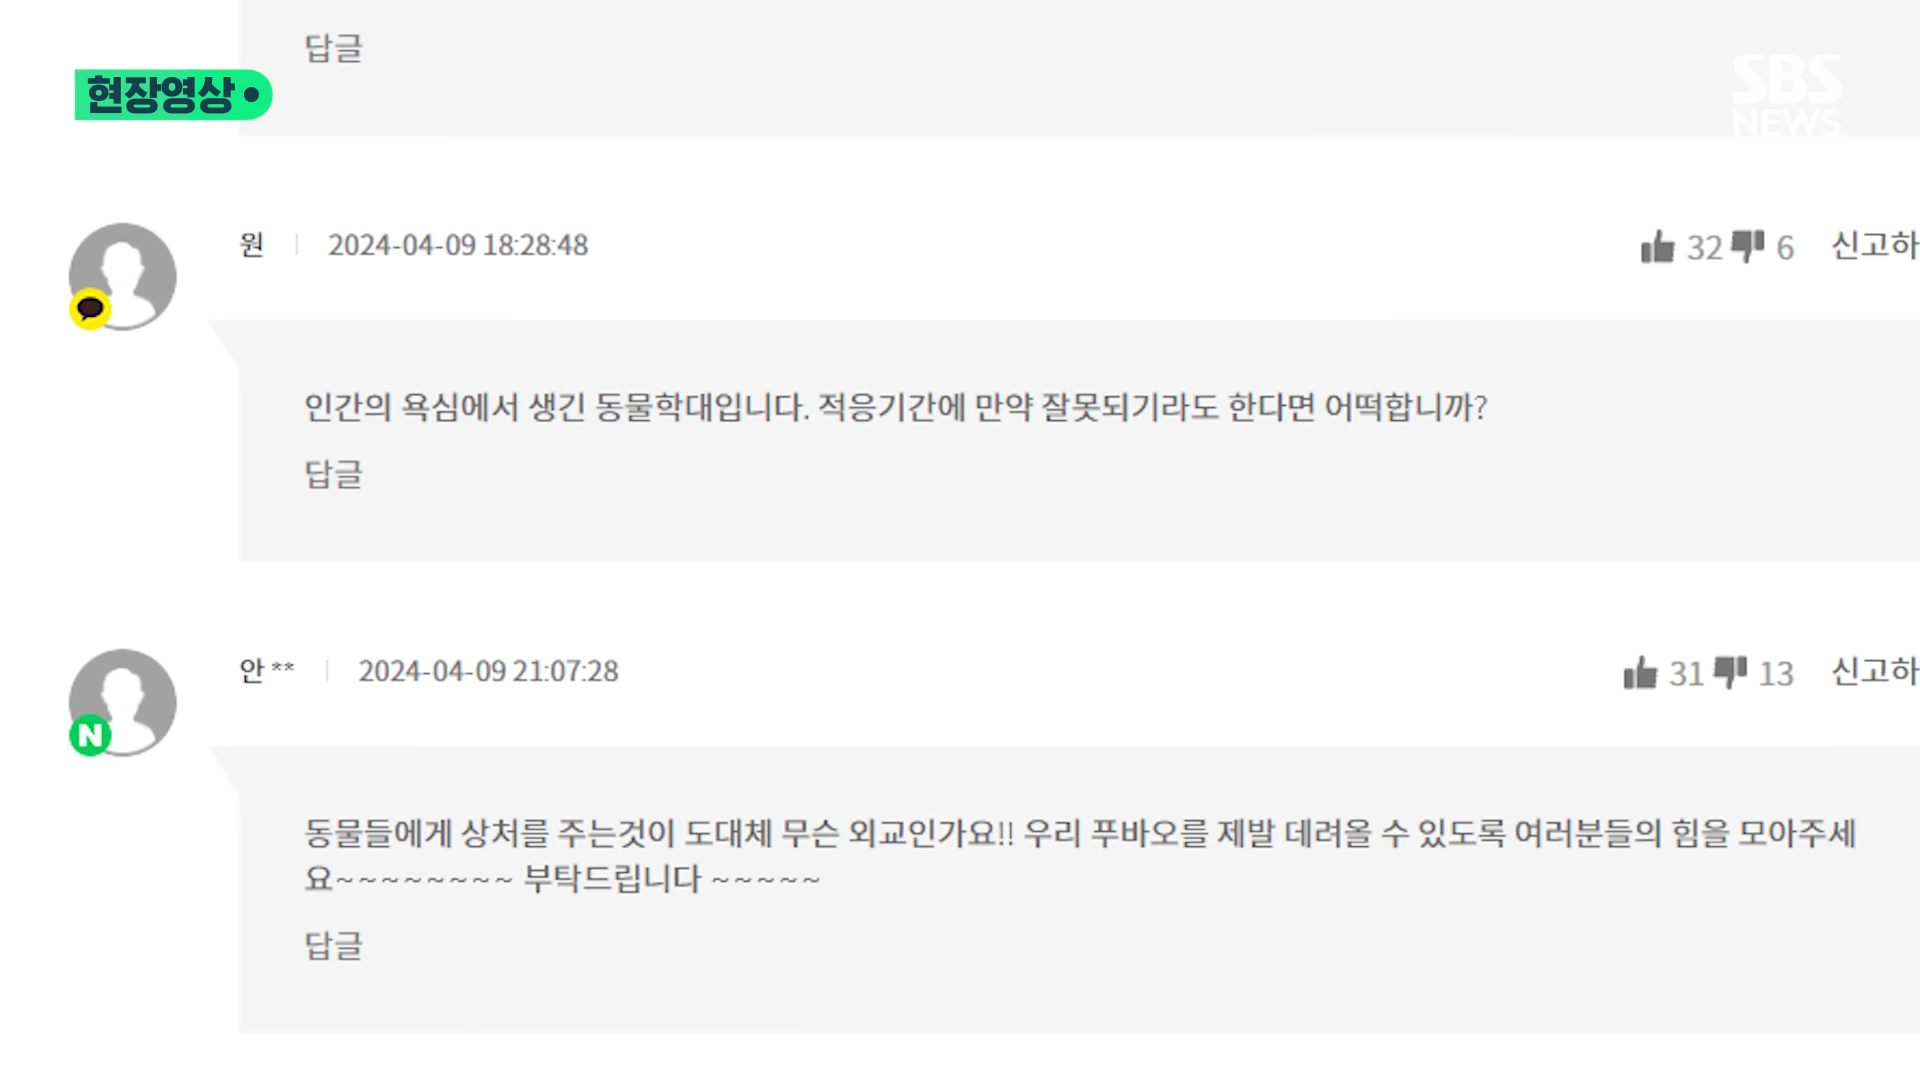 답글
현장영상
SBS
NEWS
원 2024-04-09 18:28:48 32 6 신고하
인간의 욕심에서 생긴 동물학대입니다. 적응기간에 만약 잘못되기라도 한다면 어떡합니까?
답글
안 ** 2024-04-09 21:07:28 31 13 신고하
N
동물들에게 상처를 주는것이 도대체 무슨 외교인가요!! 우리 푸바오를 제발 데려올 수 있도록 여러분들의 힘을 모아주세
요~~~~~~~~ 부탁드립니다 ~~~~~
답글